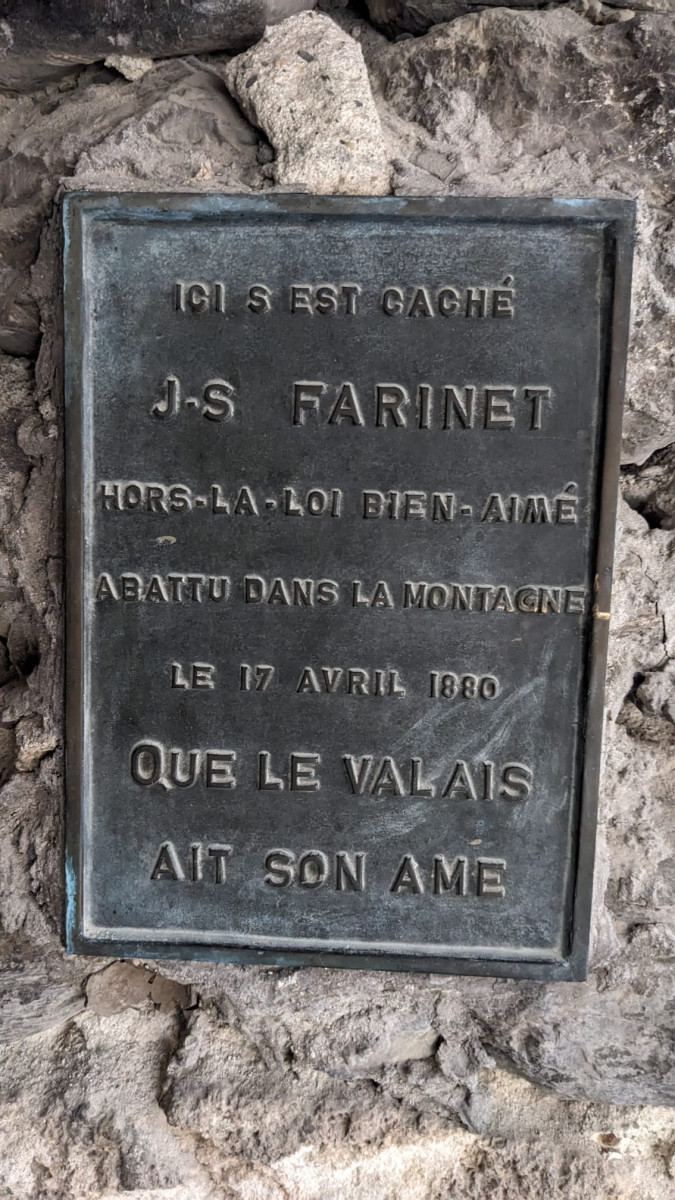 ICI S EST CACHÉ
J-S FARINET
HORS-LA-LOI BIEN-AIMÉ
ABATTU DANS LA MONTAGNE
LE 17 AVRIL 1880
QUE LE VALAIS
AIT SON AME